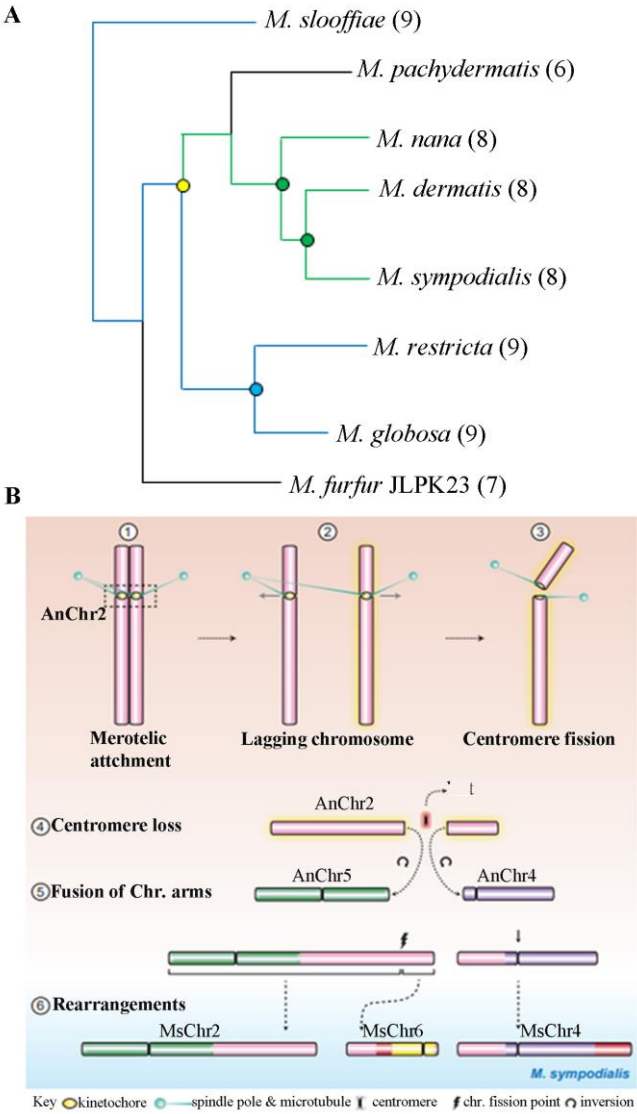 A
M. slooffiae (9)
M. pachydermatis (6)
M. nana (8)
M. dermatis (8)
M. sympodialis (8)
M. restricta (9)
M. globosa (9)
M. furfur JLPK23 (7)
B
1 2 3
AnChr2
Merotelic
attchment
Lagging chromosome
Centromere fission
AnChr2
4 Centromere loss
AnChr5
AnChr4
5 Fusion of Chr. arms
6 Rearrangements
MsChr2
MsChr6
MsChr4
M. sympodialis
Key kinetochore spindle pole & microtubule centromere chr. fission point inversion